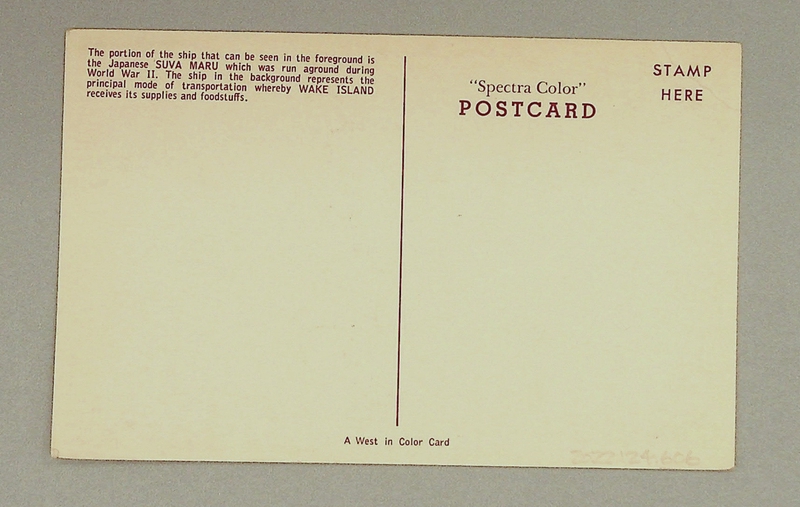 The portion of the ship that can be seen in the foreground is
the Japanese SUVA MARU which was run aground during
World War II. The ship in the background represents the
principal mode of transportation whereby WAKE ISLAND
receives its supplies and foodstuffs.
"Spectra Color"
POSTCARD
STAMP
HERE
A West in Color Card